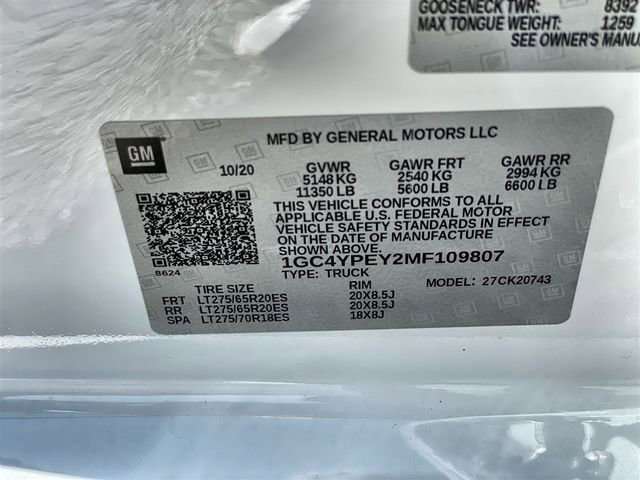 GOOSENECK TWR: 8392
MAX TONGUE WEIGHT: 1259
SEE OWNER'S MANU
GM
MFD BY GENERAL MOTORS LLC
10/20 GVWR GAWR FRT GAWR RR
5148 KG 2540 KG 2994 KG
11350 LB 5600 LB 6600 LB
THIS VEHICLE CONFORMS TO ALL
APPLICABLE U.S. FEDERAL MOTOR
VEHICLE SAFETY STANDARDS IN EFFECT
ON THE DATE OF MANUFACTURE
SHOWN ABOVE.
1GC4YPEY2MF109807
8624
TYPE: TRUCK MODEL: 27CK20743
TIRE SIZE RIM
FRT LT275/65R20ES 20X8.5J
RR LT275/65R20ES 20X8.5J
SPA LT275/70R18ES 18X8J